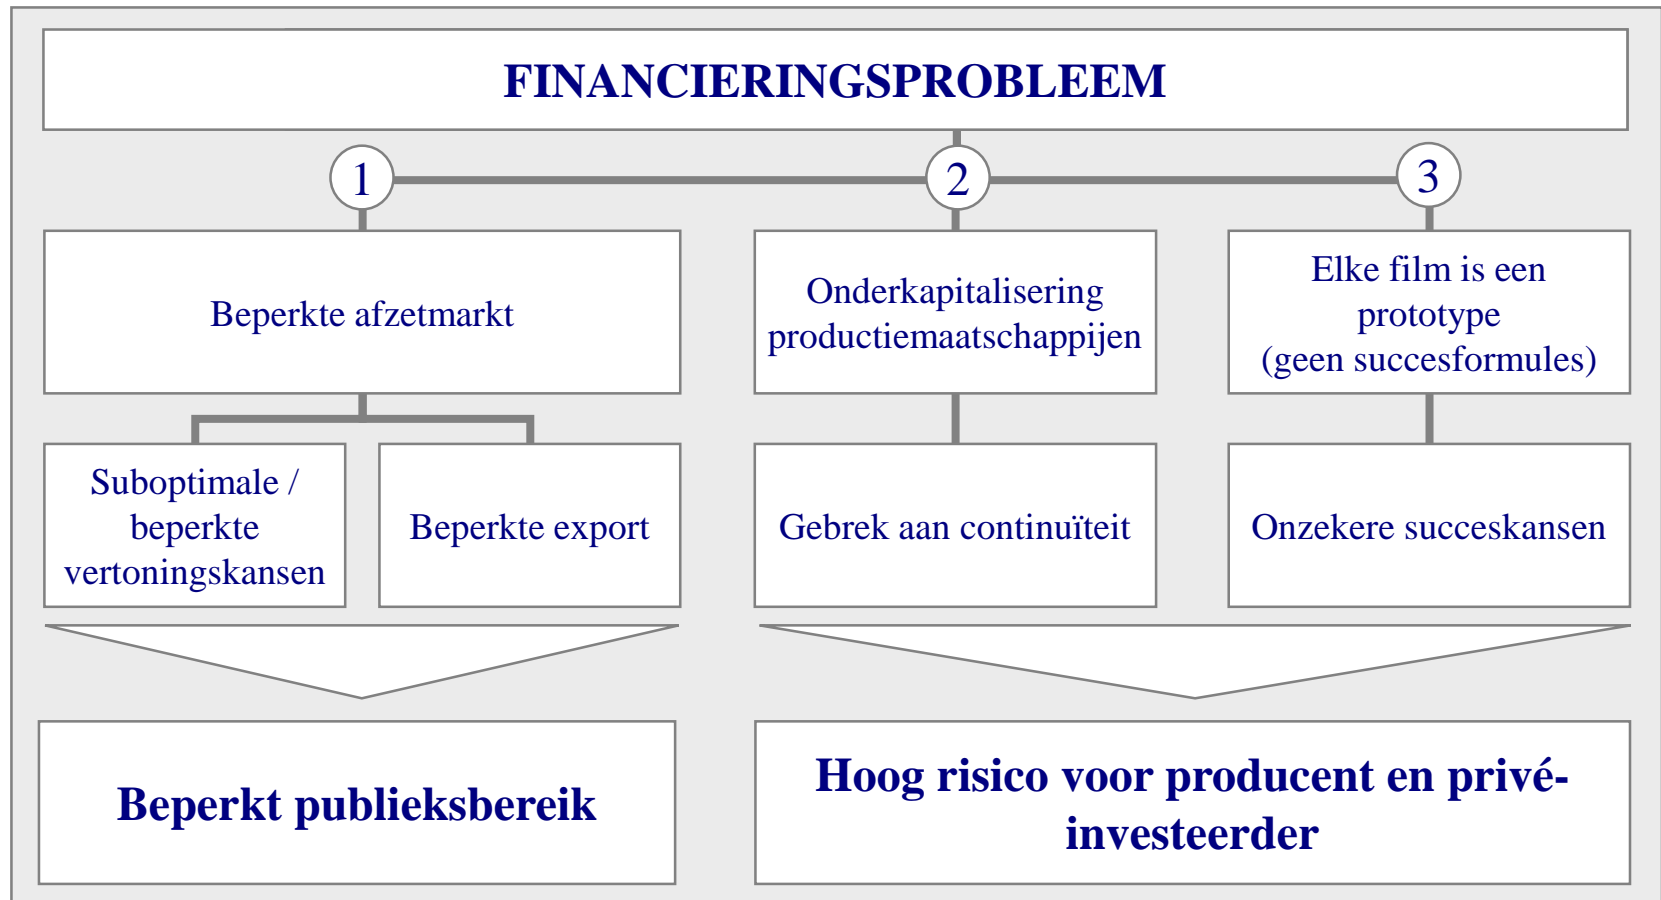 FINANCIERINGSPROBLEEM
1
2
3
Beperkte afzetmarkt
Onderkapitalisering
productiemaatschappijen
Elke film is een
prototype
(geen succesformules)
Suboptimale /
beperkte
vertoningskansen
Beperkte export
Gebrek aan continuïteit
Onzekere succeskansen
Beperkt publieksbereik
Hoog risico voor producent en privé-
investeerder